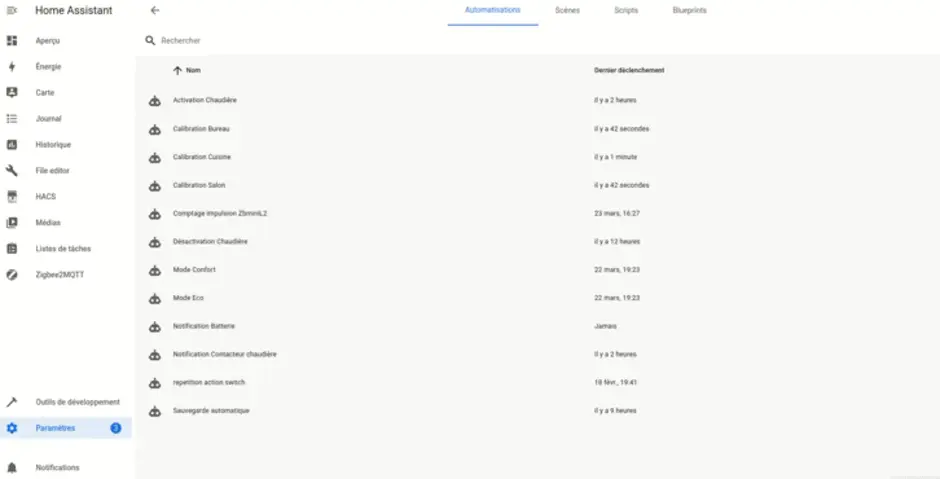 Home Assistant
Aperçu
Énergie
Carte
Journal
Historique
File editor
HACS
Médias
Listes de tâches
Zigbee2MQTT
Outils de développement
Paramètres 3
Notifications
Automatisations Scènes Scripts Blueprints
Rechercher
Nom Dernier déclenchement
Activation Chaudière Il y a 2 heures
Calibration Bureau il y a 42 secondes
Calibration Cuisine il y a 1 minute
Calibration Salon il y a 42 secondes
Comptage impulsion ZbminiL2 23 mars, 16:27
Désactivation Chaudière il y a 12 heures
Mode Confort 22 mars, 19:23
Mode Eco 22 mars, 19:23
Notification Batterie Jamais
Notification Contacteur chaudière Il y a 2 heures
repetition action switch 18 févr., 19:41
Sauvegarde automatique il y a 9 heures